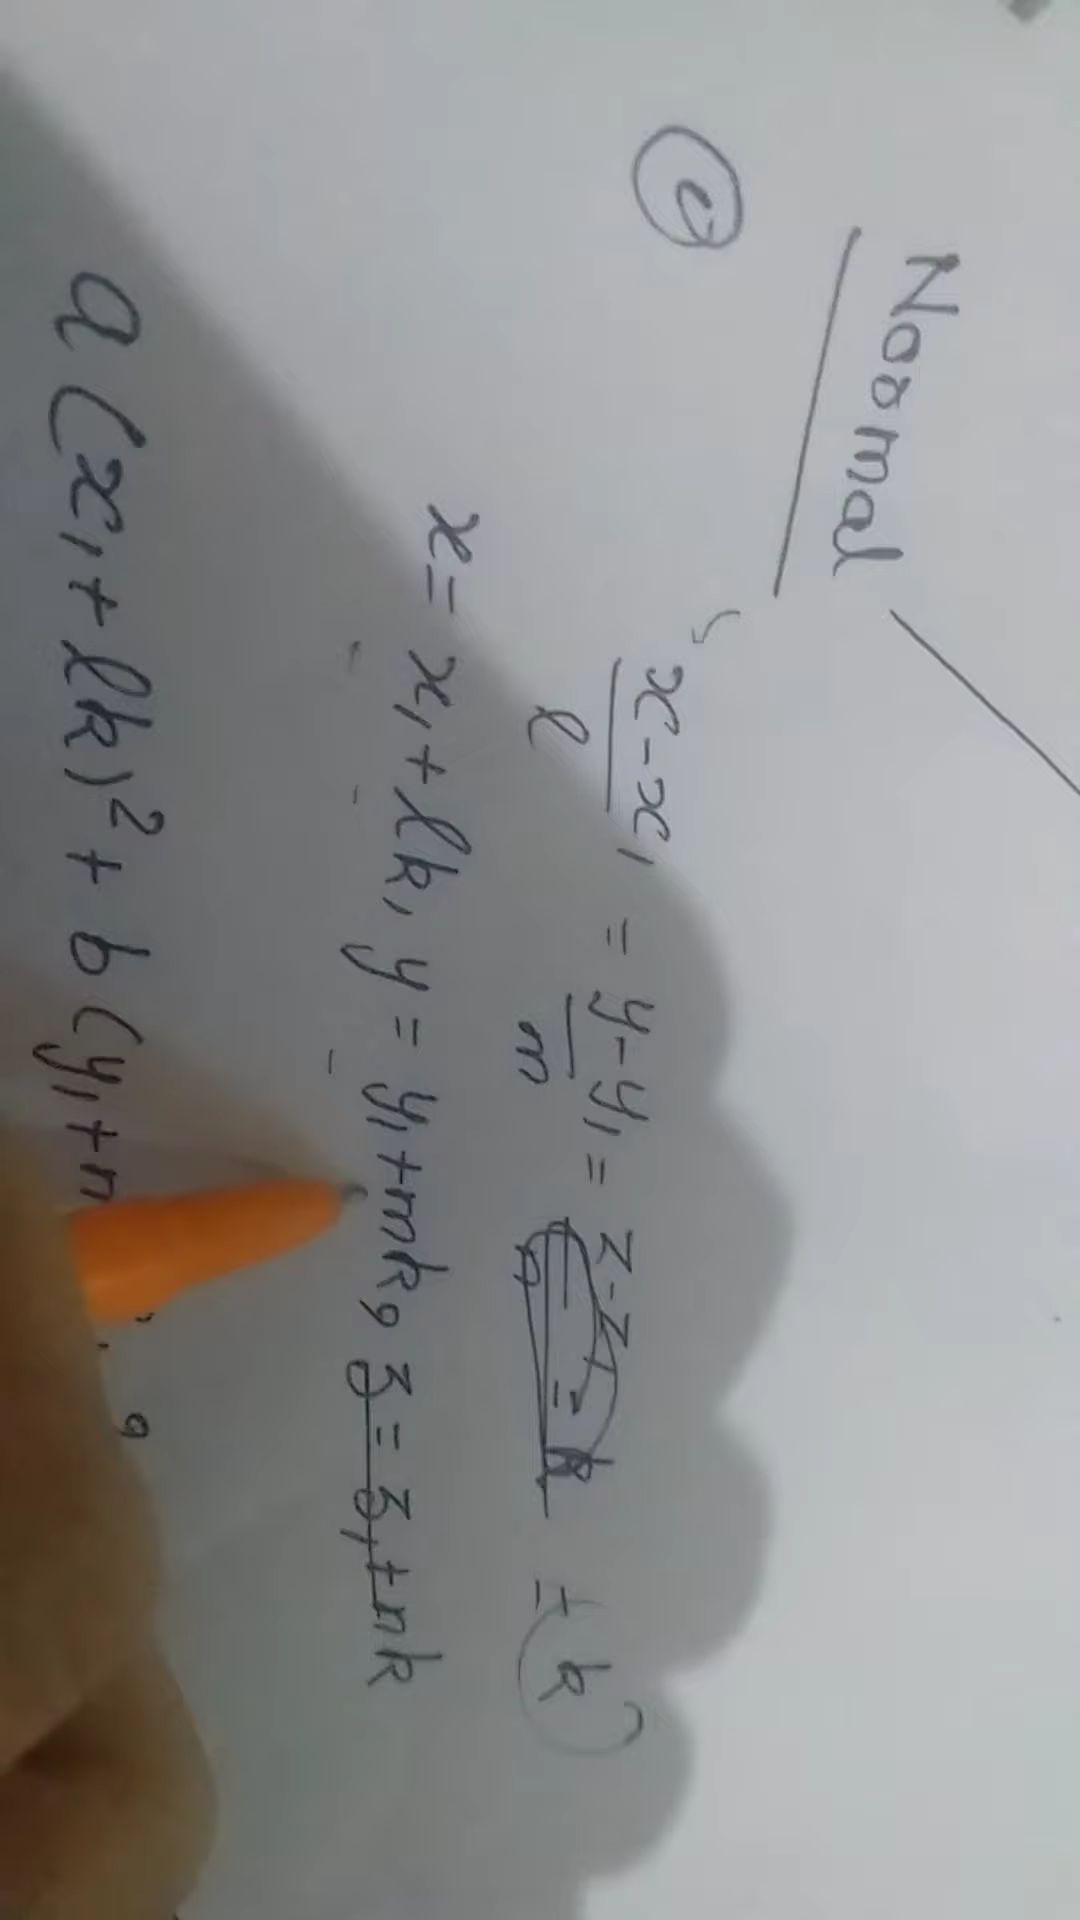 Normal
C
x-x₁/l = y-y₁/m = z-z₁ = k
x = x₁+lk, y = y₁+mk, z = z₁+nk
a(x₁+lk)²+b(y₁+